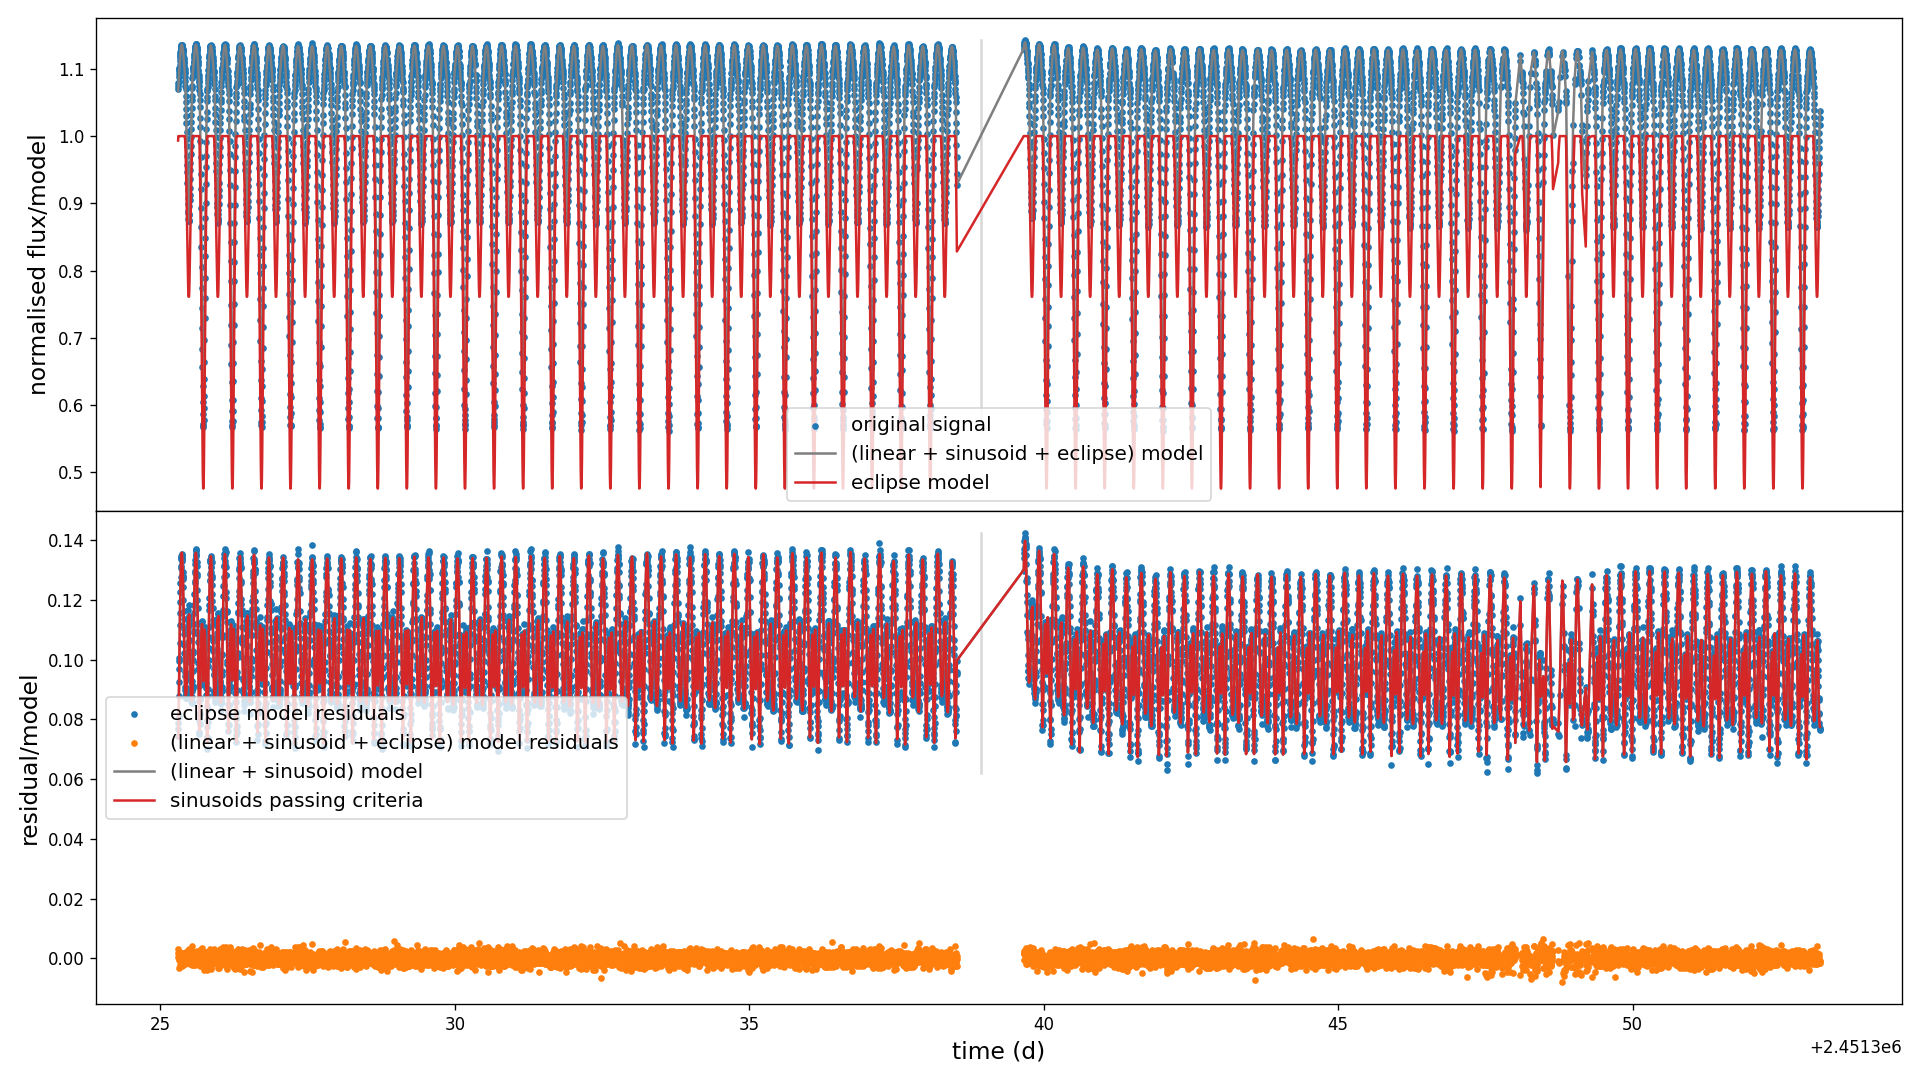 normalised flux/model
1.1
1.0
0.9
0.8
0.7
0.6
0.5
original signal
(linear + sinusoid + eclipse) model
eclipse model
residual/model
0.14
0.12
0.10
0.08
0.06
0.04
0.02
0.00
eclipse model residuals
(linear + sinusoid + eclipse) model residuals
(linear + sinusoid) model
sinusoids passing criteria
25 30 35 40 45 50
time (d)
+2.4513e6